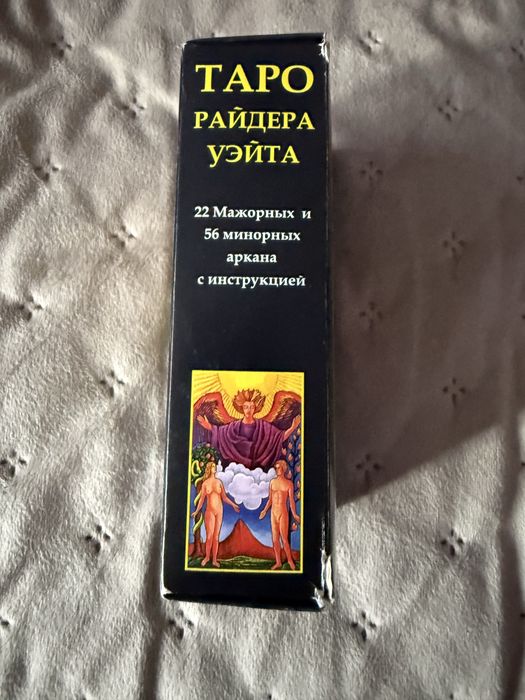 ТАРО
РАЙДЕРА
УЭЙТА
22 Мажорных и
56 минорных
аркана
с инструкцией